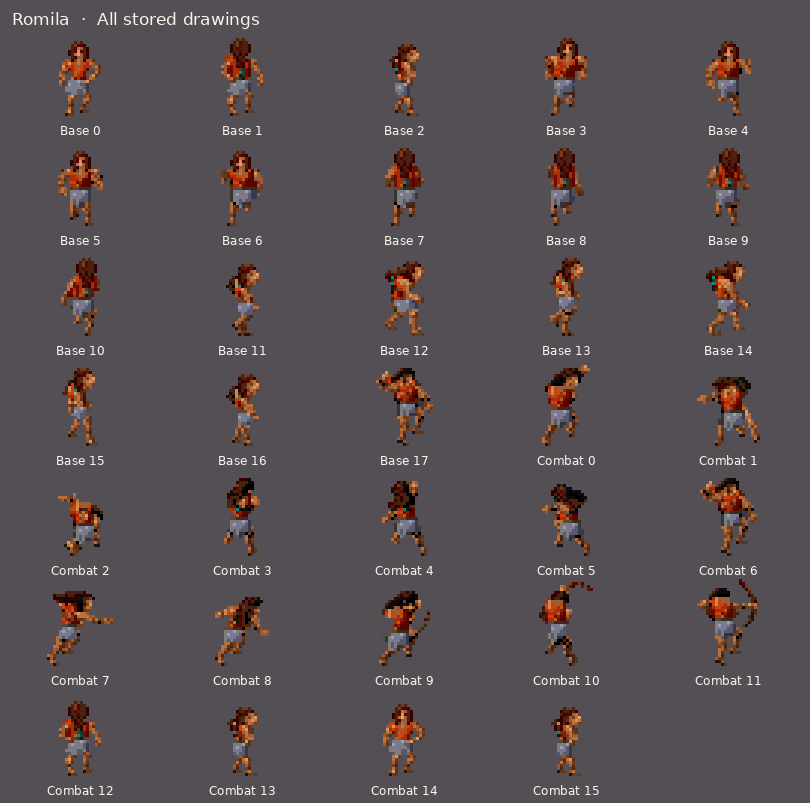 Romila · All stored drawings
Base 0 Base 1 Base 2 Base 3 Base 4
Base 5 Base 6 Base 7 Base 8 Base 9
Base 10 Base 11 Base 12 Base 13 Base 14
Base 15 Base 16 Base 17 Combat 0 Combat 1
Combat 2 Combat 3 Combat 4 Combat 5 Combat 6
Combat 7 Combat 8 Combat 9 Combat 10 Combat 11
Combat 12 Combat 13 Combat 14 Combat 15